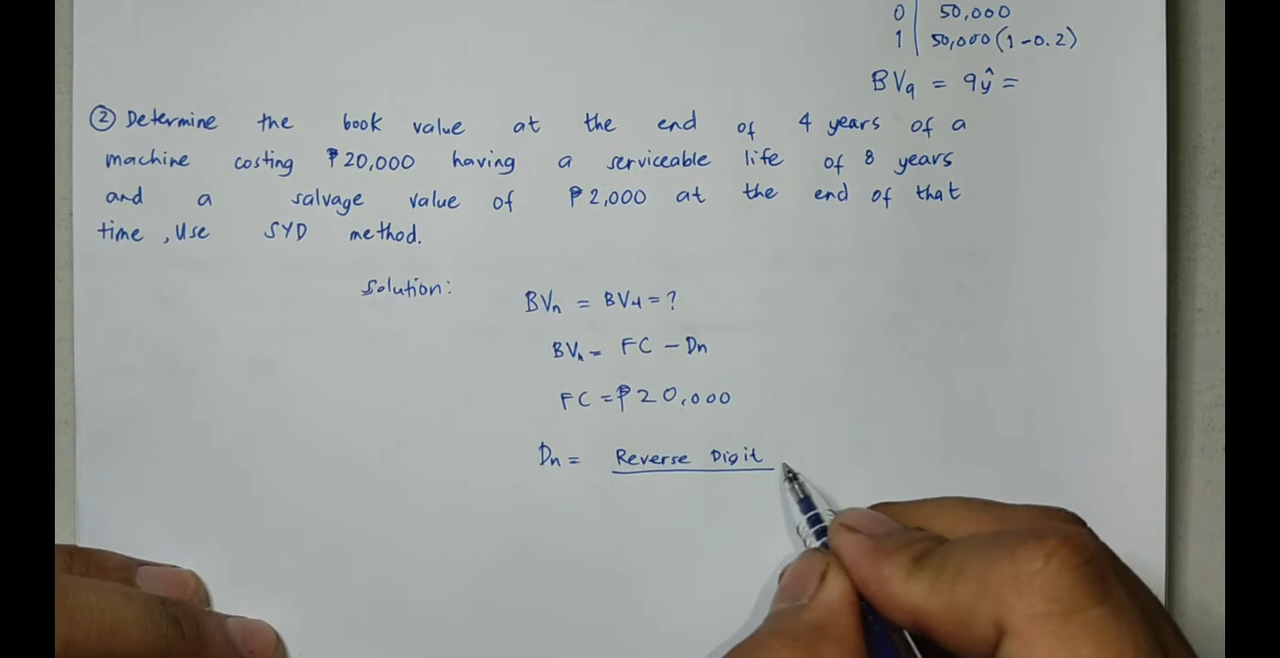 0 | 50,000
1 | 50,000(1-0.2)
BV9 = 9ŷ =
② Determine the book value at the end of 4 years of a
machine costing ₱20,000 having a serviceable life of 8 years
and a salvage value of ₱2,000 at the end of that
time, Use SYD method.
Solution:
BVn = BV4 = ?
BVn = FC - Dn
FC = ₱20,000
Dn = Reverse Digit